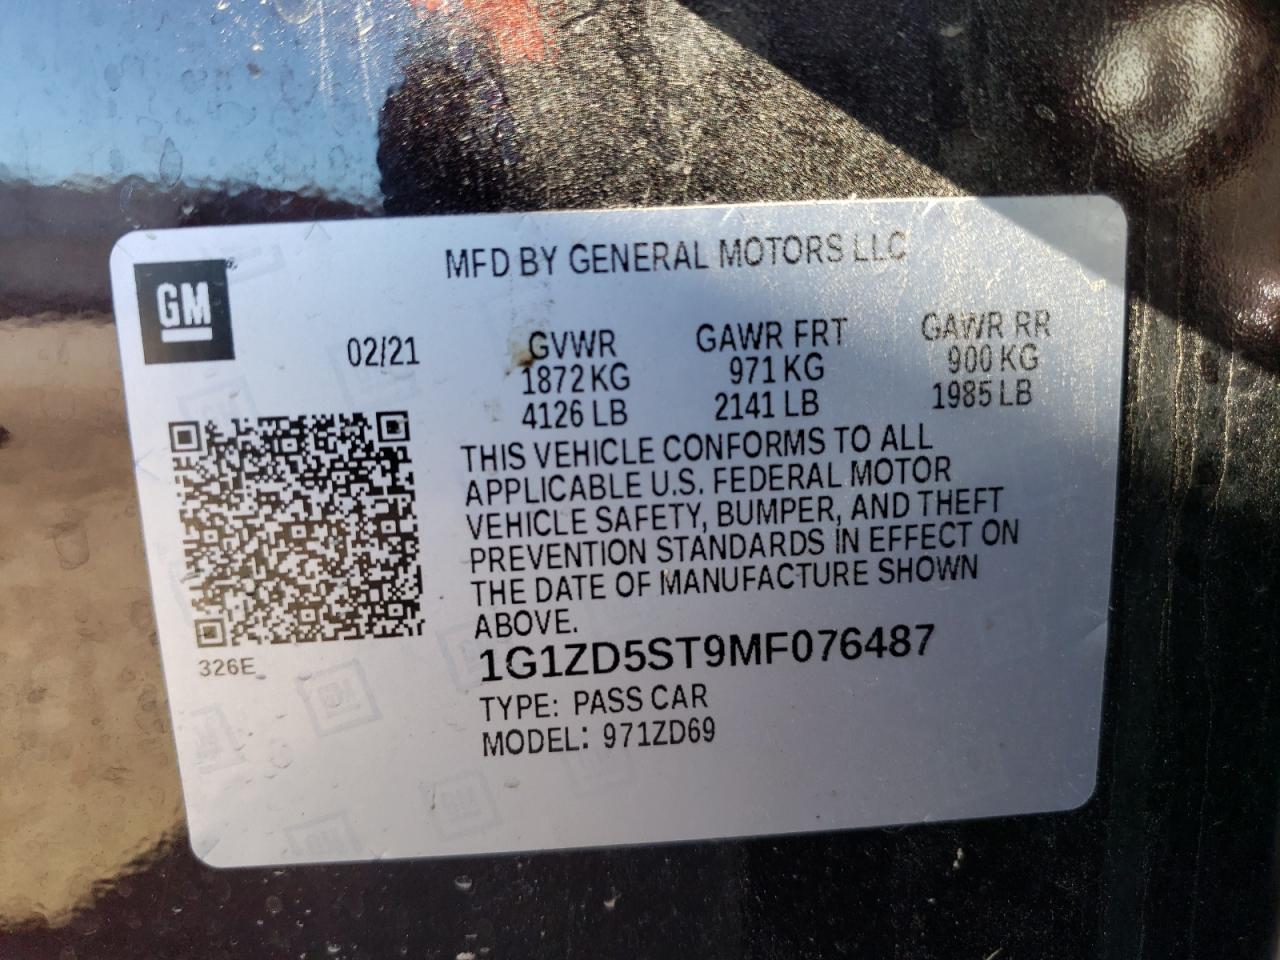 MFD BY GENERAL MOTORS LLC
GM
02/21
GVWR GAWR FRT GAWR RR
1872 KG 971 KG 900 KG
4126 LB 2141 LB 1985 LB
THIS VEHICLE CONFORMS TO ALL
APPLICABLE U.S. FEDERAL MOTOR
VEHICLE SAFETY, BUMPER, AND THEFT
PREVENTION STANDARDS IN EFFECT ON
THE DATE OF MANUFACTURE SHOWN
ABOVE.
326E
1G1ZD5ST9MF076487
TYPE: PASS CAR
MODEL: 971ZD69